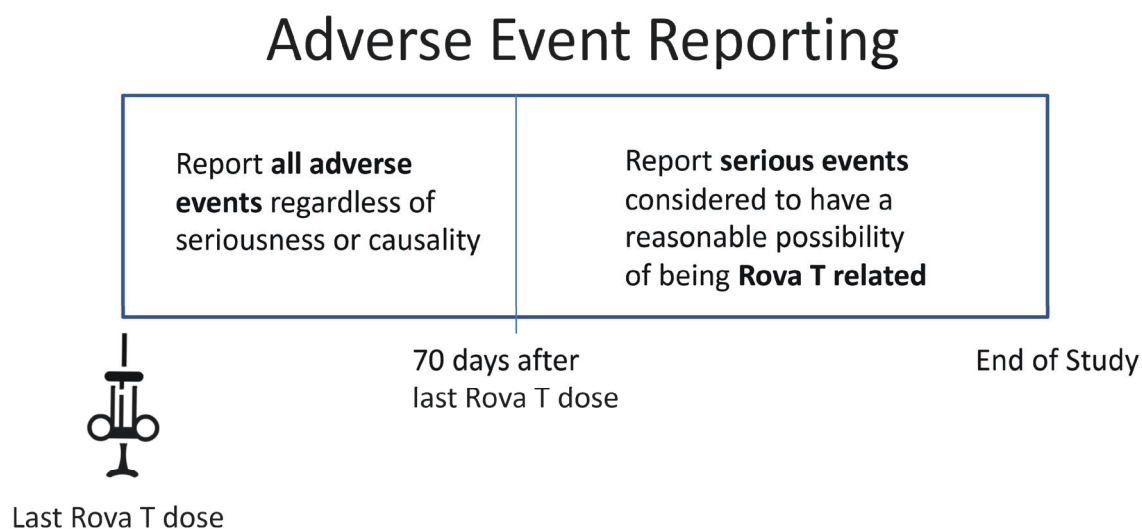 Adverse Event Reporting
Report all adverse
events regardless of
seriousness or causality
Report serious events
considered to have a
reasonable possibility
of being Rova T related
70 days after
last Rova T dose
End of Study
Last Rova T dose